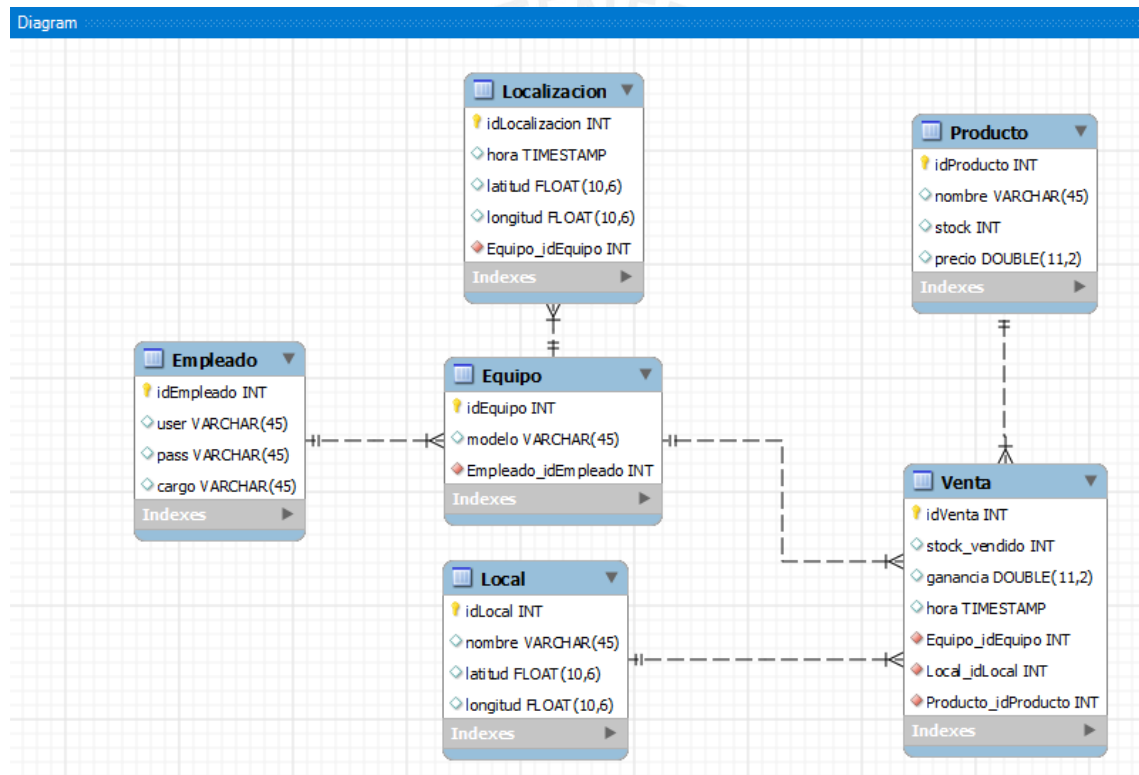 Diagram
Localizacion
idLocalizacion INT
hora TIMESTAMP
latitud FLOAT(10,6)
longitud FLOAT(10,6)
Equipo_idEquipo INT
Indexes
Producto
idProducto INT
nombre VARCHAR(45)
stock INT
precio DOUBLE(11,2)
Indexes
Empleado
idEmpleado INT
user VARCHAR(45)
pass VARCHAR(45)
cargo VARCHAR(45)
Indexes
Equipo
idEquipo INT
modelo VARCHAR(45)
Empleado_idEmpleado INT
Indexes
Local
idLocal INT
nombre VARCHAR(45)
latitud FLOAT(10,6)
longitud FLOAT(10,6)
Indexes
Venta
idVenta INT
stock_vendido INT
ganancia DOUBLE(11,2)
hora TIMESTAMP
Equipo_idEquipo INT
Local_idLocal INT
Producto_idProducto INT
Indexes